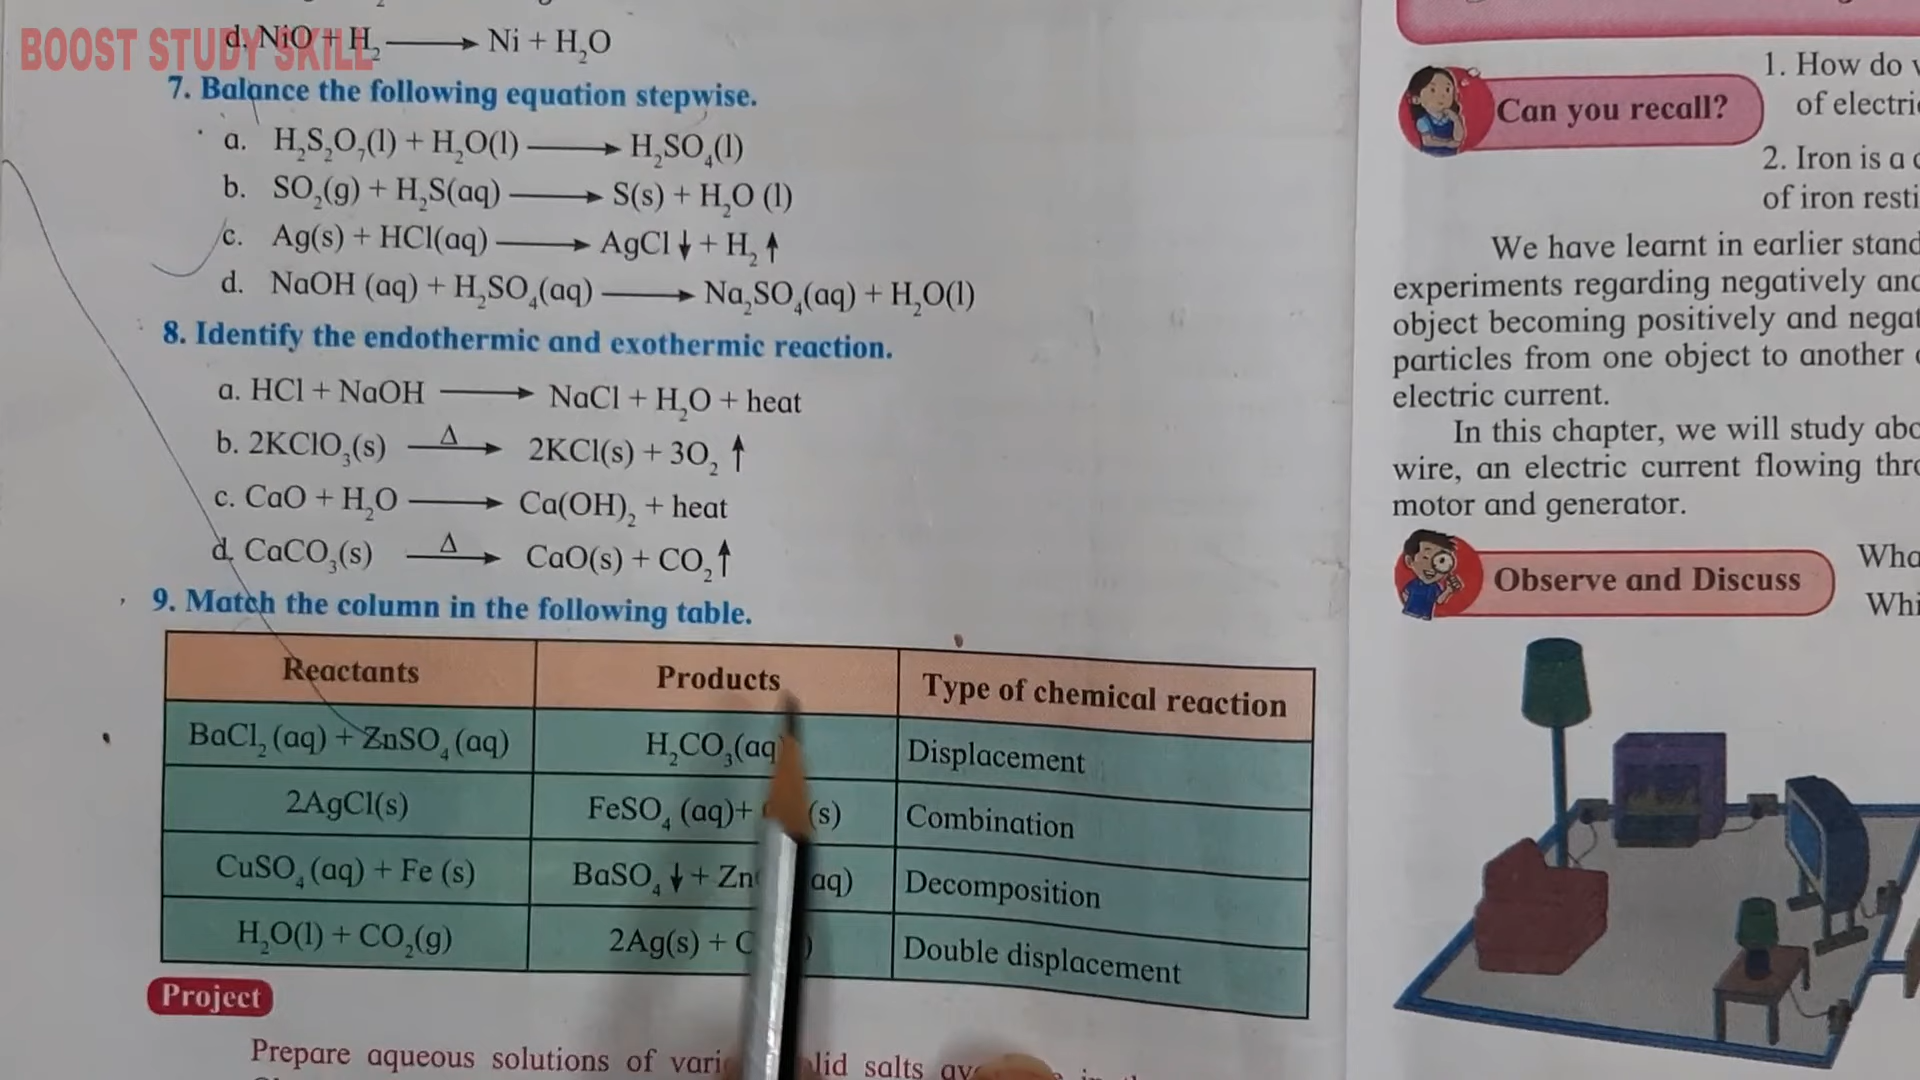 BOOST STUDY SKILL
d. NiO + H₂ ⟶ Ni + H₂O
7. Balance the following equation stepwise.
a. H₂S₂O₇(l) + H₂O(l) ⟶ H₂SO₄(l)
b. SO₂(g) + H₂S(aq) ⟶ S(s) + H₂O (l)
c. Ag(s) + HCl(aq) ⟶ AgCl↓ + H₂↑
d. NaOH (aq) + H₂SO₄(aq) ⟶ Na₂SO₄(aq) + H₂O(l)
8. Identify the endothermic and exothermic reaction.
a. HCl + NaOH ⟶ NaCl + H₂O + heat
b. 2KClO₃(s) ⟶Δ 2KCl(s) + 3O₂ ↑
c. CaO + H₂O ⟶ Ca(OH)₂ + heat
d. CaCO₃(s) ⟶Δ CaO(s) + CO₂↑
9. Match the column in the following table.
Reactants Products Type of chemical reaction
BaCl₂(aq) + ZnSO₄(aq) H₂CO₃(aq Displacement
2AgCl(s) FeSO₄ (aq)+ (s) Combination
CuSO₄(aq) + Fe (s) BaSO₄↓ + Zn aq) Decomposition
H₂O(l) + CO₂(g) 2Ag(s) + C ) Double displacement
Project
Prepare aqueous solutions of salts
Can you recall?
1. How do
of electri
2. Iron is a
of iron resti
We have learnt in earlier stand
experiments regarding negatively and
object becoming positively and negat
particles from one object to another
electric current.
In this chapter, we will study abo
wire, an electric current flowing thro
motor and generator.
Observe and Discuss
Wha
Whi